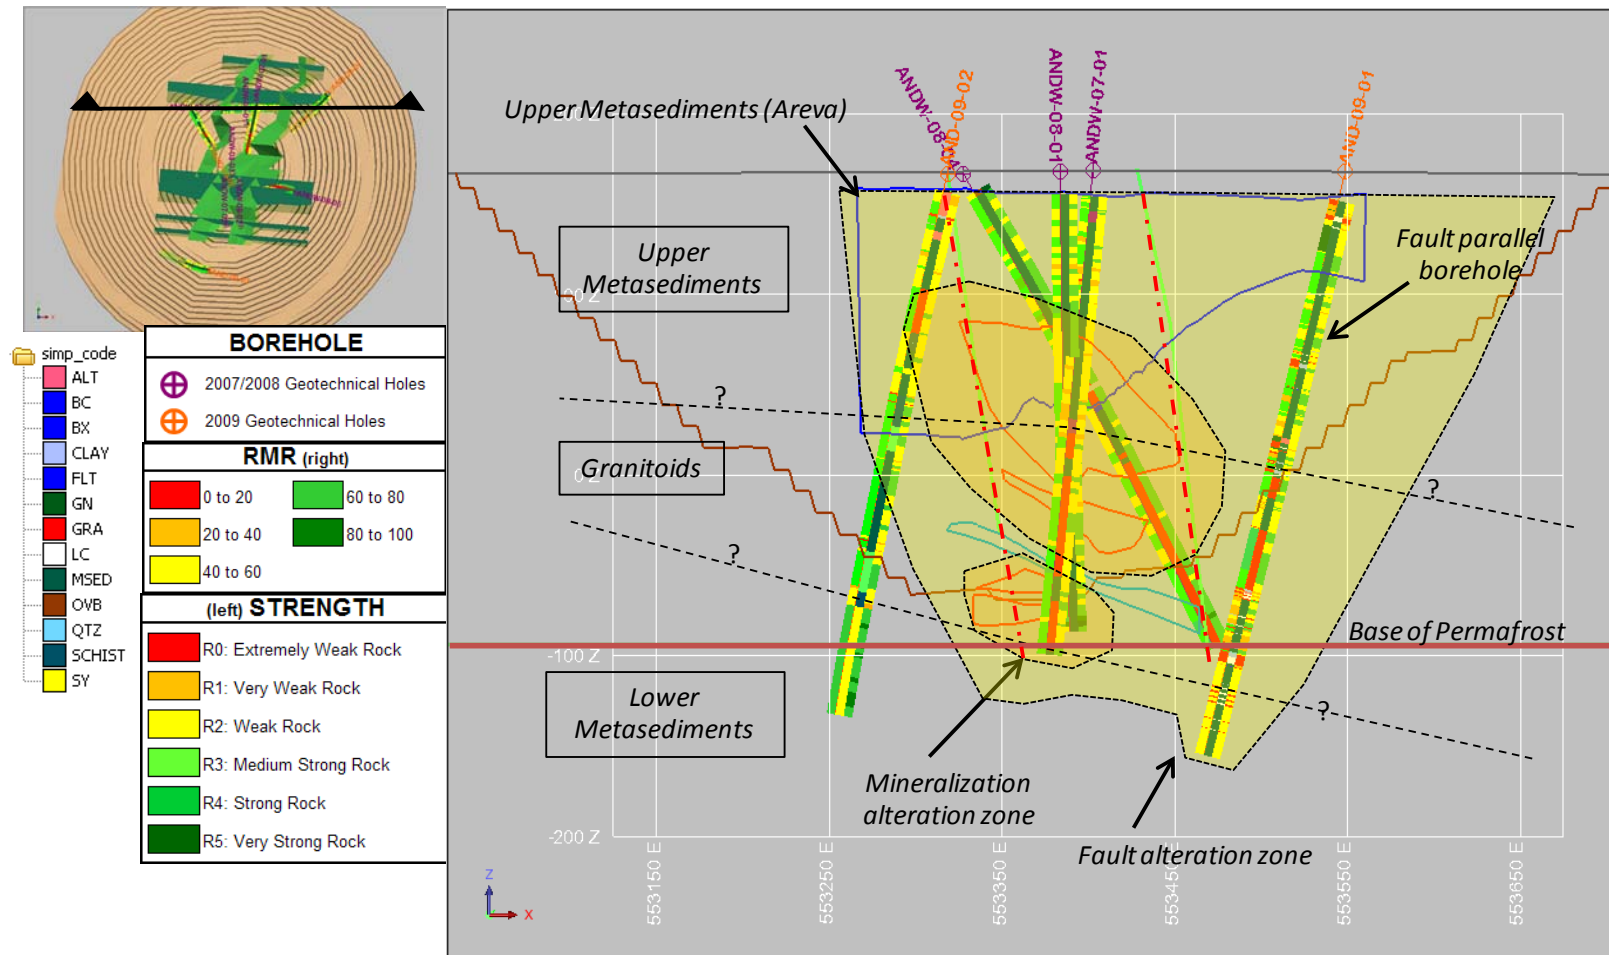 simp_code
ALT
BC
BX
CLAY
FLT
GN
GRA
LC
MSED
OVB
QTZ
SCHIST
SY
BOREHOLE
2007/2008 Geotechnical Holes
2009 Geotechnical Holes
RMR (right)
0 to 20
60 to 80
20 to 40
80 to 100
40 to 60
(left) STRENGTH
R0: Extremely Weak Rock
R1: Very Weak Rock
R2: Weak Rock
R3: Medium Strong Rock
R4: Strong Rock
R5: Very Strong Rock
AND-09-02
ANDW-08-01
ANDW-07-01
AND-09-01
Upper Metasediments (Areva)
Fault parallel
borehole
Upper
Metasediments
?
Granitoids
0 Z
?
?
Base of Permafrost
-100 Z
Lower
Metasediments
?
Mineralization
alteration zone
Fault alteration zone
-200 Z
553150 E
553250 E
553350 E
553450 E
553550 E
553650 E
Z
X